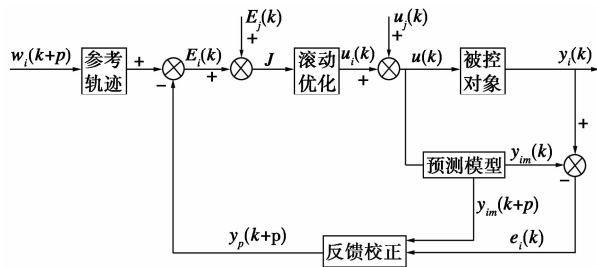 E_j(k)
+
u_j(k)
+
w_i(k+p)
参考
轨迹
+
−
E_i(k)
+
J
滚动
优化
u_i(k)
+
u(k)
被控
对象
y_i(k)
+
−
预测模型
y_im(k)
y_im(k+p)
e_i(k)
反馈校正
y_p(k+p)